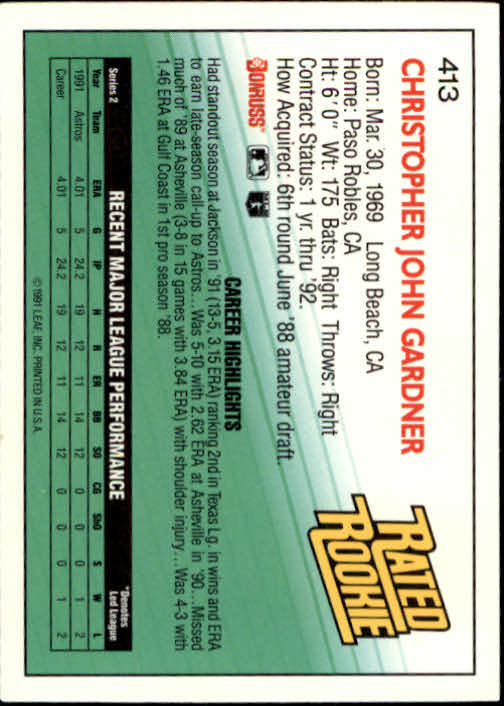 413
CHRISTOPHER JOHN GARDNER
RATED
ROOKIE
Born: Mar. 30, 1969 Long Beach, CA
Home: Paso Robles, CA
Ht: 6' 0" Wt: 175 Bats: Right Throws: Right
Contract Status: 1 yr. thru '92.
How Acquired: 6th round June '88 amateur draft.
DONRUSS
CAREER HIGHLIGHTS
Had standout season at Jackson in '91 (13-5 3.15 ERA) ranking 2nd in Texas Lg. in wins and ERA
to earn late-season call-up to Astros... Was 5-10 with 2.62 ERA at Asheville in '90... Missed
much of '89 at Asheville (3-8 in 15 games with 3.84 ERA) with shoulder injury... Was 4-3 with
1.46 ERA at Gulf Coast in 1st pro season '88.
Series 2 RECENT MAJOR LEAGUE PERFORMANCE *Denotes
Led League
Year Team ERA G IP H R ER BB SO CG ShO S W L
1991 Astros 4.01 5 24.2 19 12 11 14 12 0 0 0 1 2
Career 4.01 5 24.2 19 12 11 14 12 0 0 0 1 2
© 1991 LEAF, INC. PRINTED IN U.S.A.